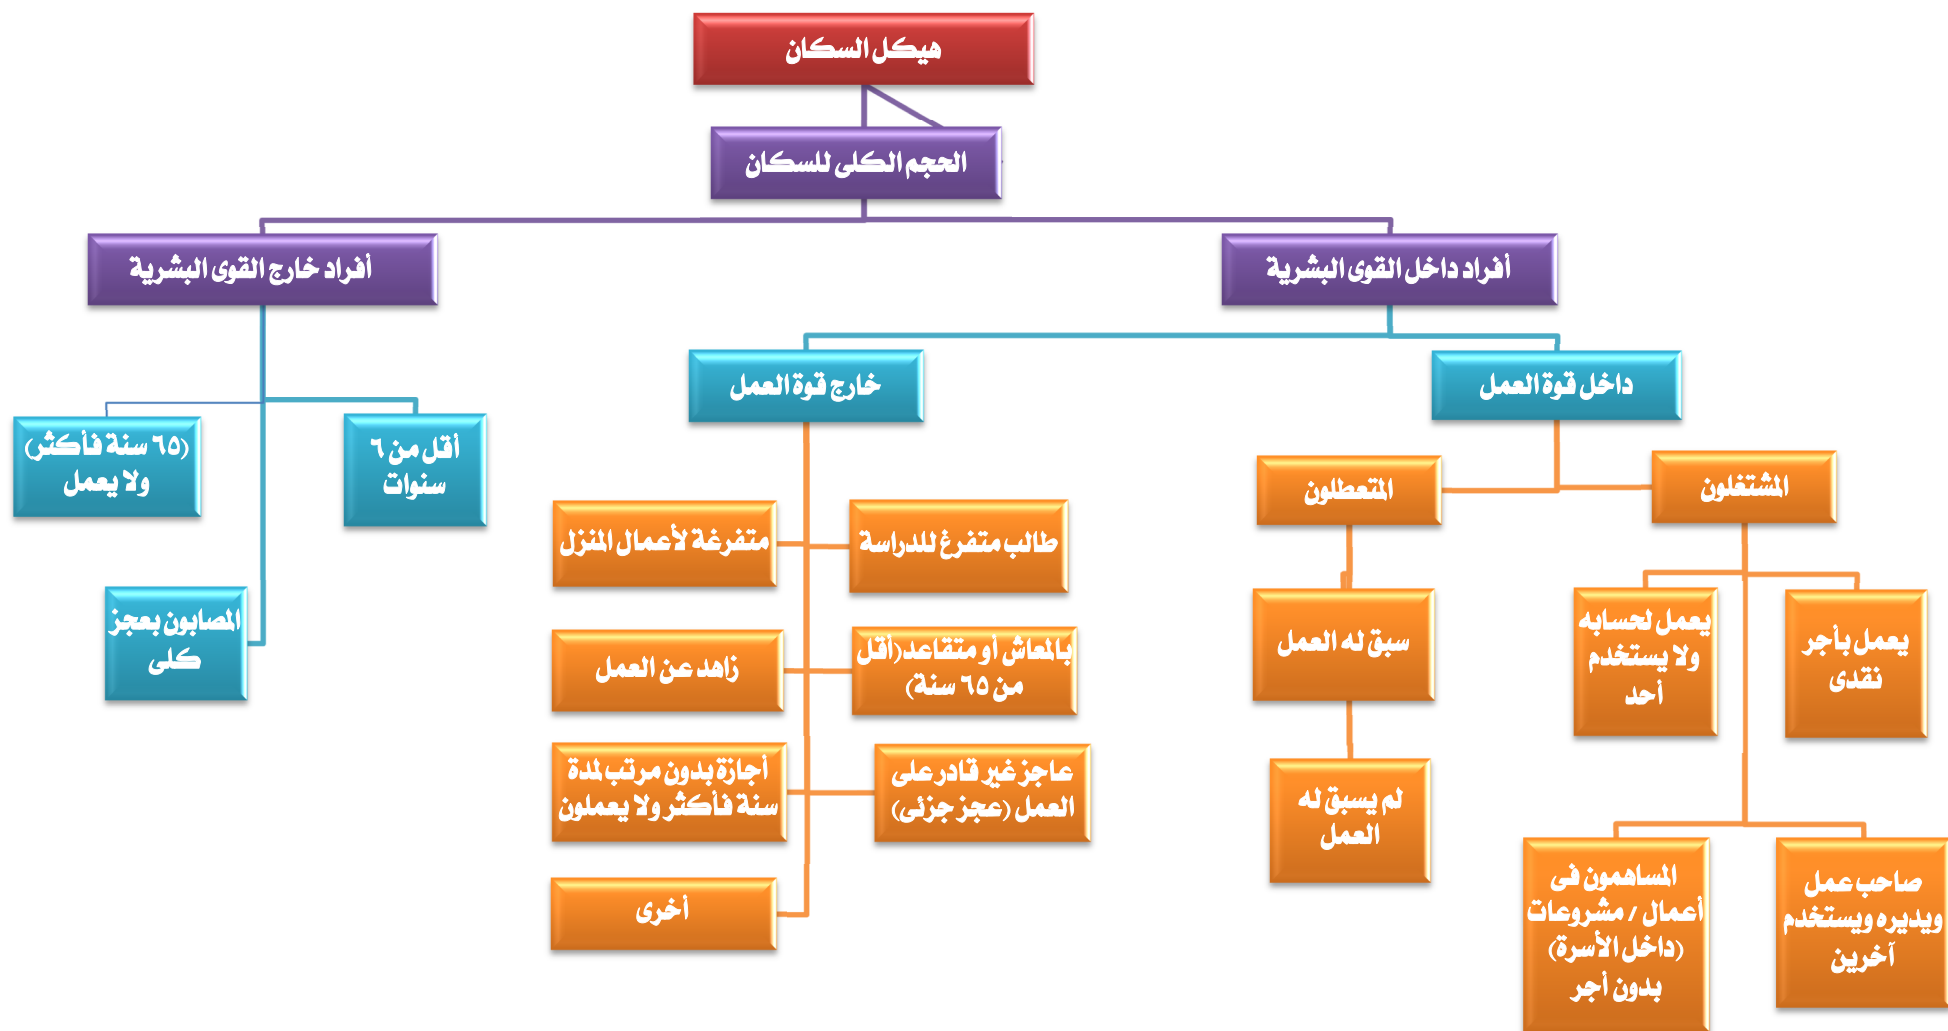 هيكل السكان
الحجم الكلى للسكان
أفراد داخل القوى البشرية
أفراد خارج القوى البشرية
داخل قوة العمل
خارج قوة العمل
أقل من ٦
سنوات
(٦٥ سنة فأكثر)
ولا يعمل
المصابون بعجز
كلى
المشتغلون
المتعطلون
يعمل بأجر
نقدى
يعمل لحسابه
ولا يستخدم
أحد
صاحب عمل
ويديره ويستخدم
آخرين
المساهمون فى
أعمال / مشروعات
(داخل الأسرة)
بدون أجر
سبق له العمل
لم يسبق له
العمل
طالب متفرغ للدراسة
متفرغة لأعمال المنزل
بالمعاش أو متقاعد(أقل
من ٦٥ سنة)
زاهد عن العمل
عاجز غير قادر على
العمل (عجز جزئى)
أجازة بدون مرتب لمدة
سنة فأكثر ولا يعملون
أخرى